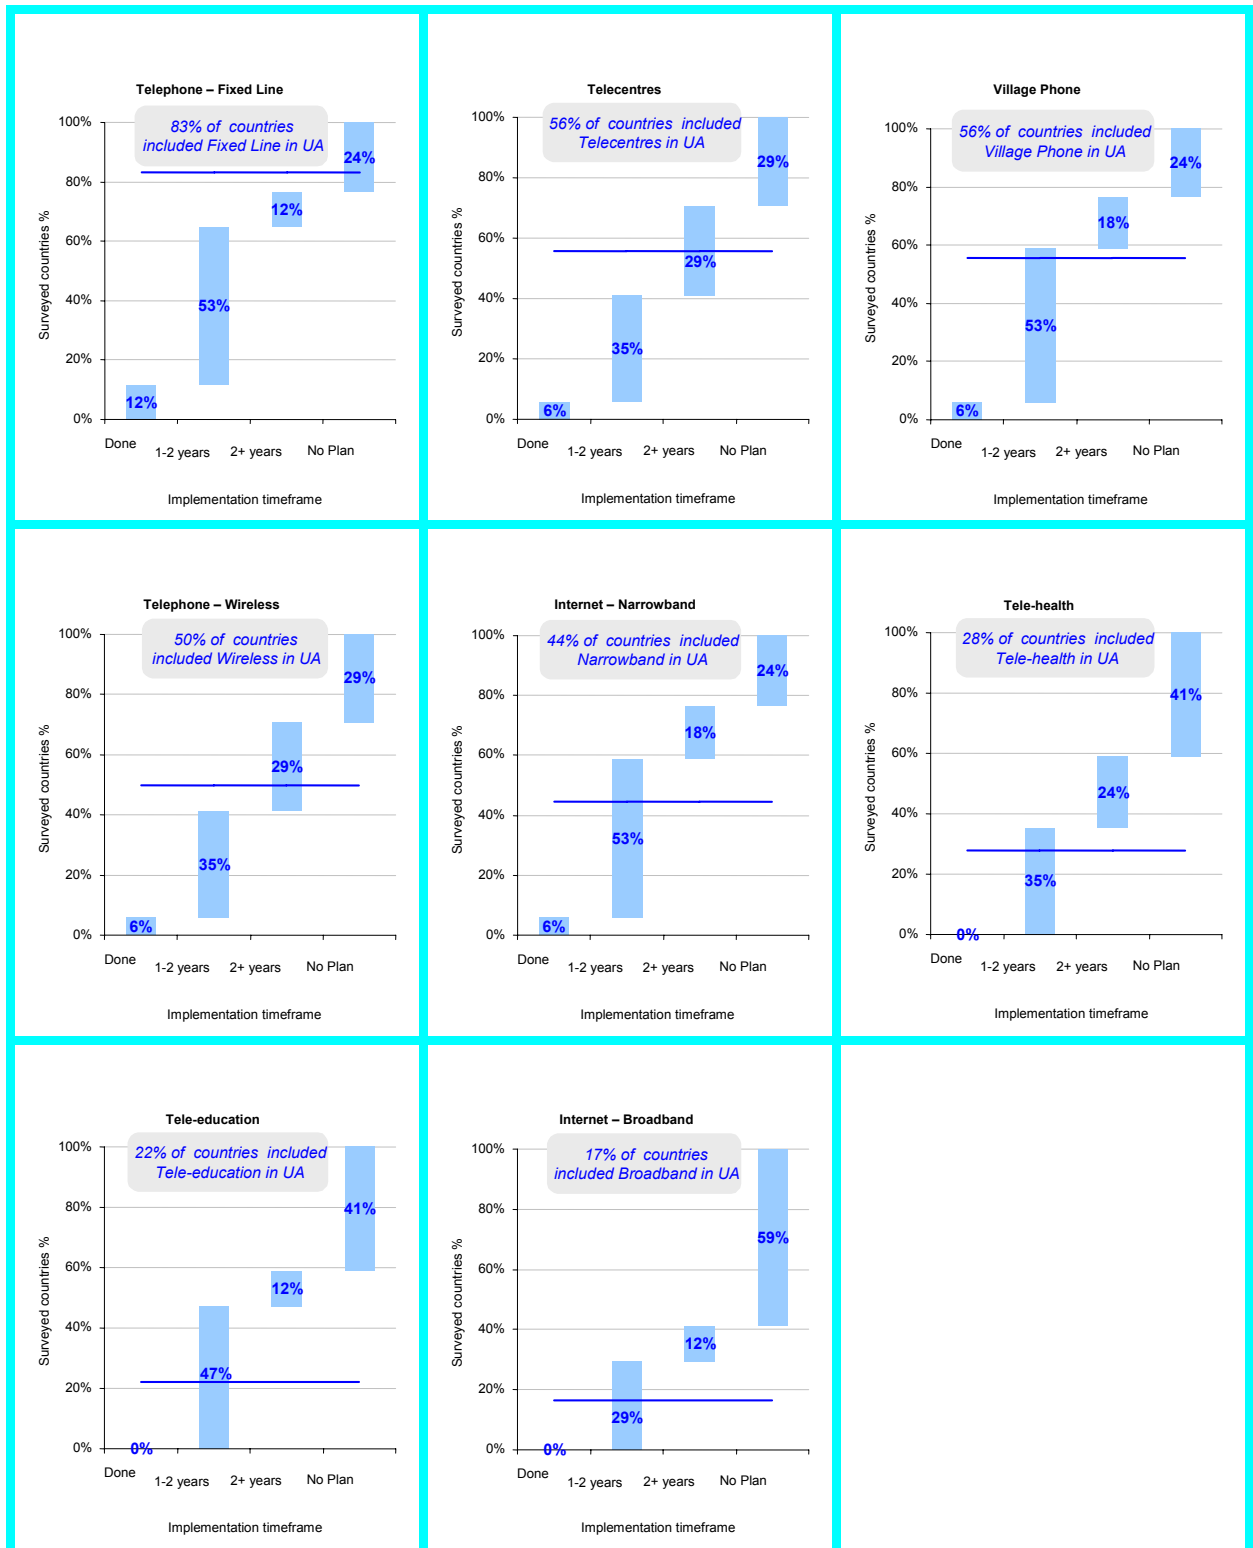 Telephone – Fixed Line
83% of countries
included Fixed Line in UA
100%
80%
60%
40%
20%
0%
Surveyed countries %
12%
53%
12%
24%
Done
1-2 years
2+ years
No Plan
Implementation timeframe
Telecentres
56% of countries included
Telecentres in UA
100%
80%
60%
40%
20%
0%
Surveyed countries %
6%
35%
29%
29%
Done
1-2 years
2+ years
No Plan
Implementation timeframe
Village Phone
56% of countries included
Village Phone in UA
100%
80%
60%
40%
20%
0%
Surveyed countries %
6%
53%
18%
24%
Done
1-2 years
2+ years
No Plan
Implementation timeframe
Telephone – Wireless
50% of countries
included Wireless in UA
100%
80%
60%
40%
20%
0%
Surveyed countries %
6%
35%
29%
29%
Done
1-2 years
2+ years
No Plan
Implementation timeframe
Internet – Narrowband
44% of countries included
Narrowband in UA
100%
80%
60%
40%
20%
0%
Surveyed countries %
6%
53%
18%
24%
Done
1-2 years
2+ years
No Plan
Implementation timeframe
Tele-health
28% of countries included
Tele-health in UA
100%
80%
60%
40%
20%
0%
Surveyed countries %
0%
35%
24%
41%
Done
1-2 years
2+ years
No Plan
Implementation timeframe
Tele-education
22% of countries included
Tele-education in UA
100%
80%
60%
40%
20%
0%
Surveyed countries %
0%
47%
12%
41%
Done
1-2 years
2+ years
No Plan
Implementation timeframe
Internet – Broadband
17% of countries
included Broadband in UA
100%
80%
60%
40%
20%
0%
Surveyed countries %
0%
29%
12%
59%
Done
1-2 years
2+ years
No Plan
Implementation timeframe